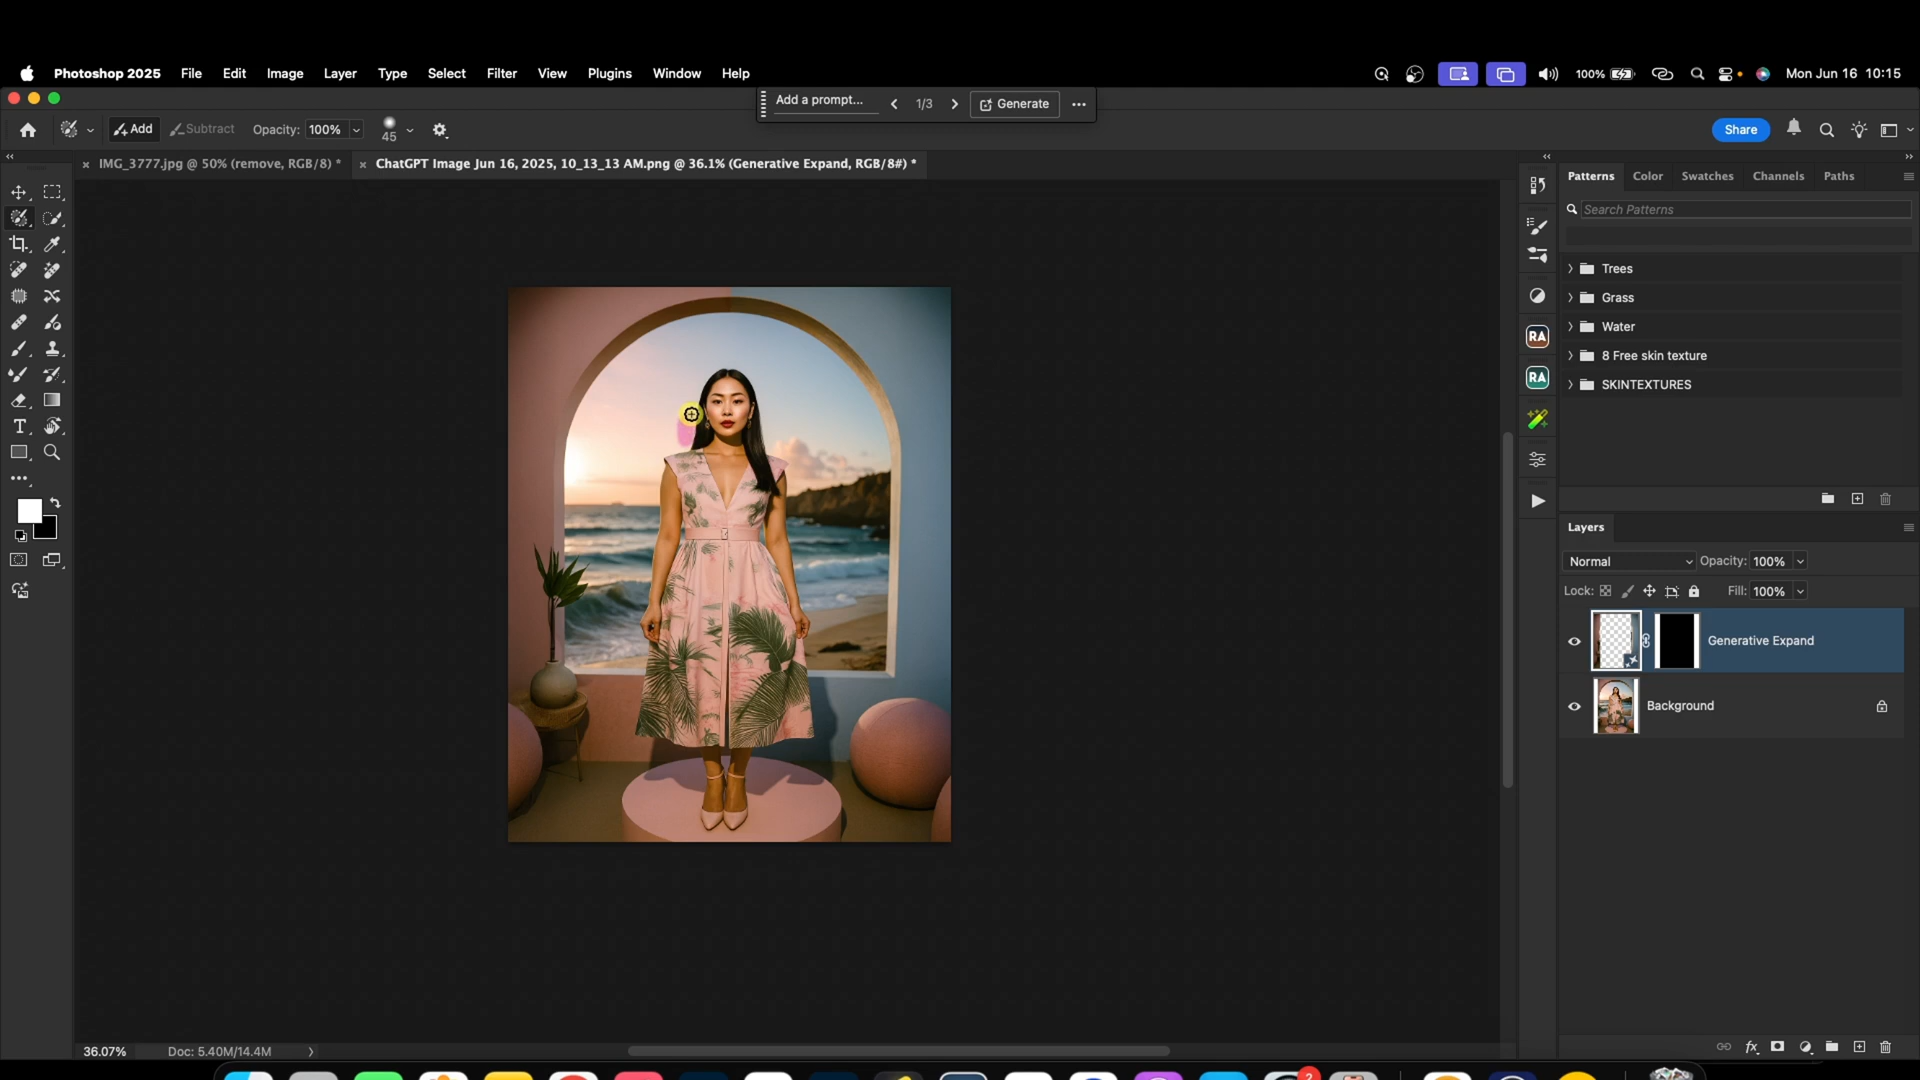 Photoshop 2025 File Edit Image Layer Type Select Filter View Plugins Window Help 100% Mon Jun 16 10:15
Add a prompt... 1/3 Generate
Add Subtract Opacity: 100% 45 Share
IMG_3777.jpg @ 50% (remove, RGB/8) * ChatGPT Image Jun 16, 2025, 10_13_13 AM.png @ 36.1% (Generative Expand, RGB/8#) *
Patterns Color Swatches Channels Paths
Search Patterns
Trees
Grass
Water
RA
8 Free skin texture
RA
SKINTEXTURES
Layers
Normal Opacity: 100%
Lock: Fill: 100%
Generative Expand
Background
36.07% Doc: 5.40M/14.4M
fx
2